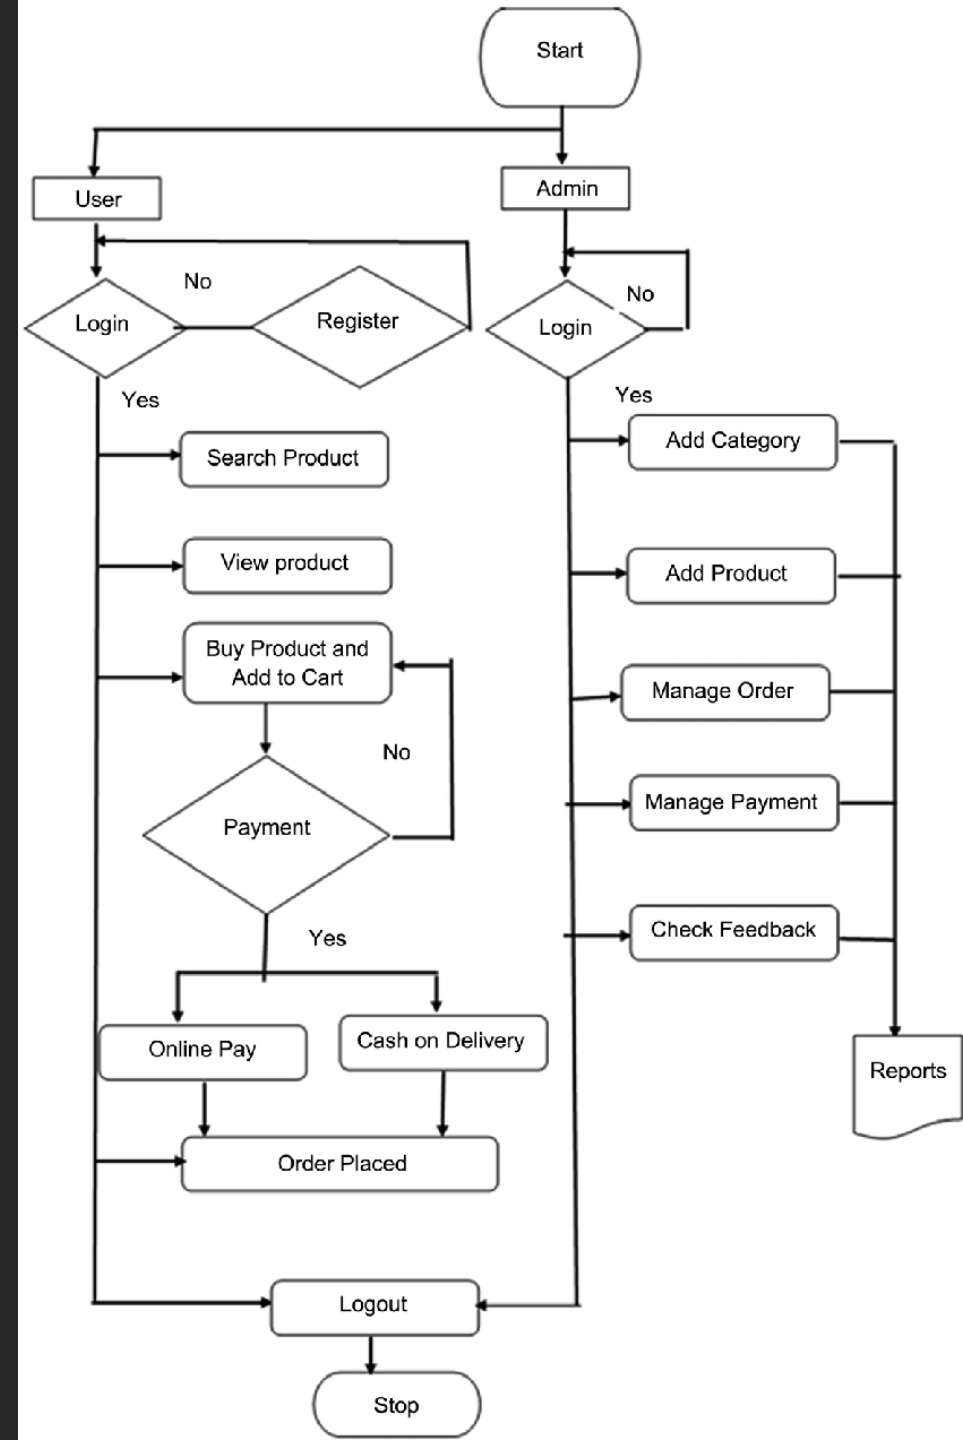 Start
User
Admin
No
Login
Register
No
Login
Yes
Yes
Search Product
Add Category
View product
Add Product
Buy Product and
Add to Cart
Manage Order
No
Payment
Manage Payment
Yes
Check Feedback
Online Pay
Cash on Delivery
Reports
Order Placed
Logout
Stop